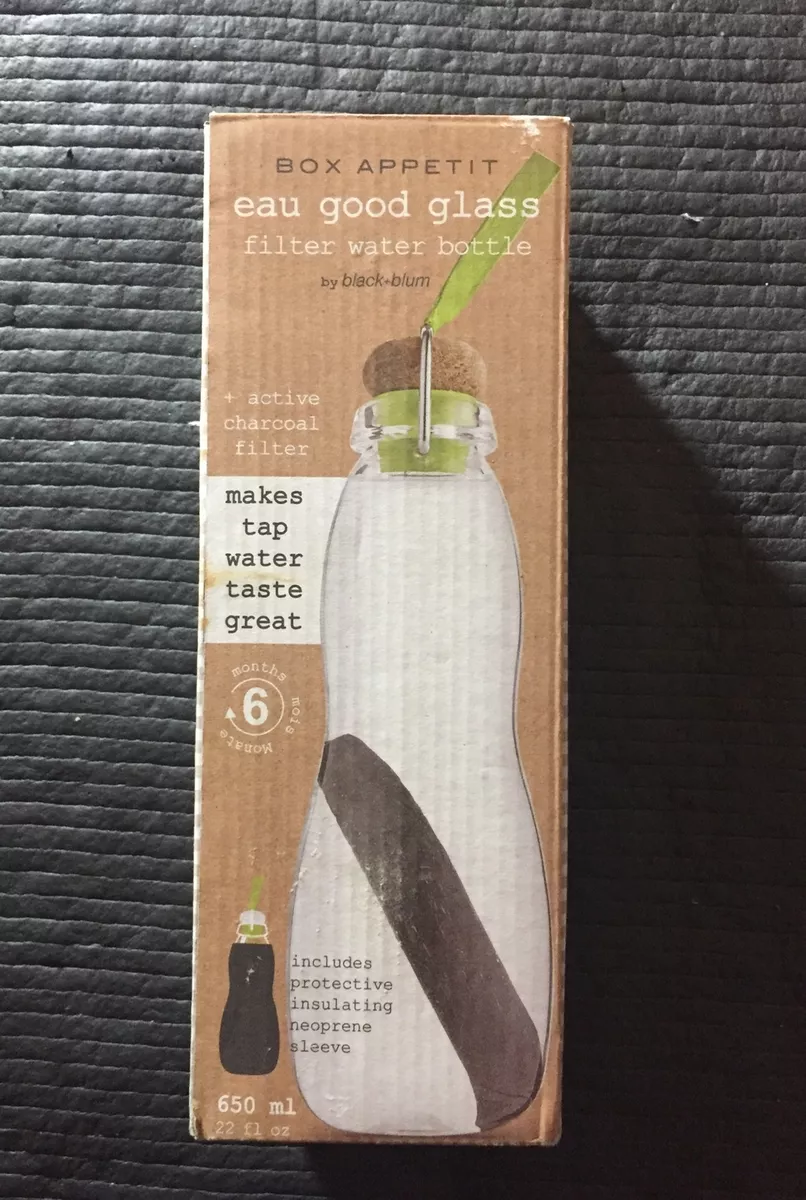 BOX APPETIT
eau good glass
filter water bottle
by black+blum
+ active
charcoal
filter
makes
tap
water
taste
great
months
6
mois
Monate
includes
protective
insulating
neoprene
sleeve
650 ml
22 fl oz